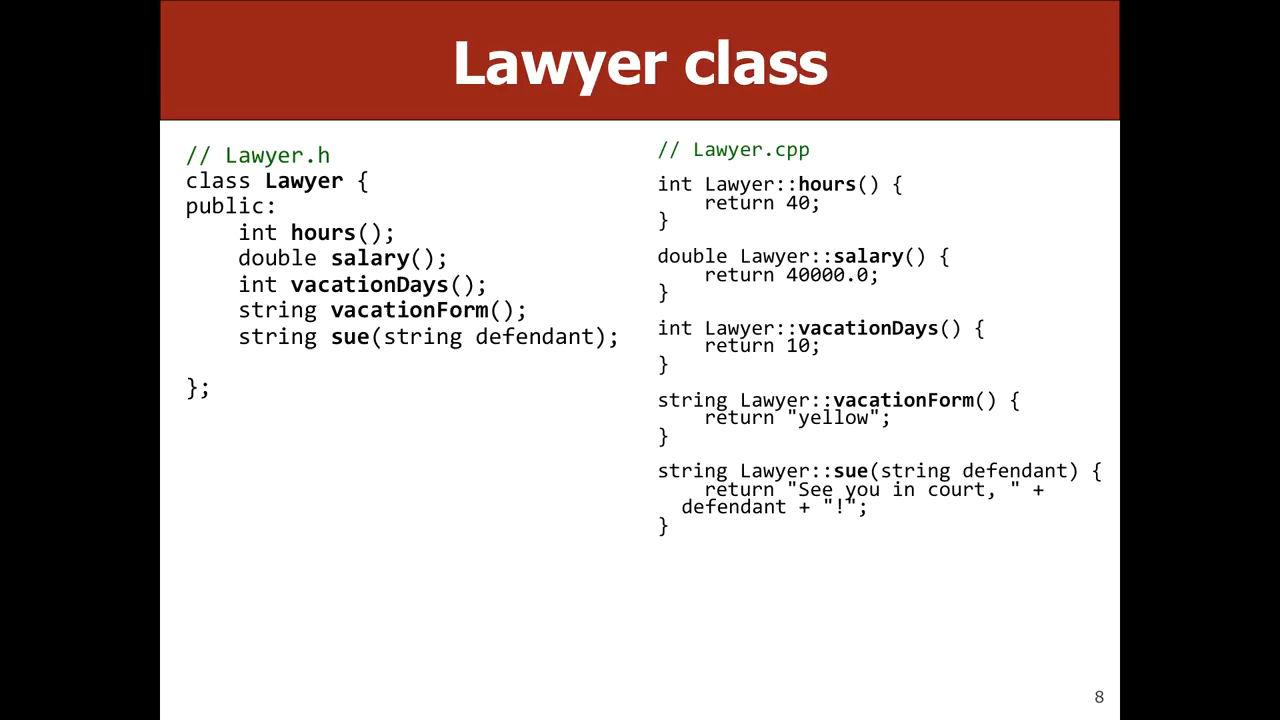 Lawyer class
// Lawyer.h
class Lawyer {
public:
    int hours();
    double salary();
    int vacationDays();
    string vacationForm();
    string sue(string defendant);
};
// Lawyer.cpp
int Lawyer::hours() {
    return 40;
}
double Lawyer::salary() {
    return 40000.0;
}
int Lawyer::vacationDays() {
    return 10;
}
string Lawyer::vacationForm() {
    return "yellow";
}
string Lawyer::sue(string defendant) {
    return "See you in court, " +
  defendant + "!";
}
8